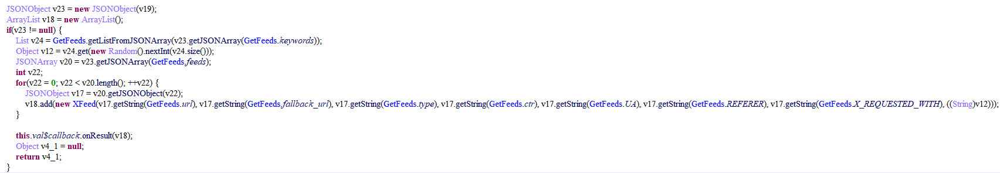 JSONObject v23 = new JSONObject(v19);
ArrayList v18 = new ArrayList();
if(v23 != null) {
List v24 = GetFeeds.getListFromJSONArray(v23.getJSONArray(GetFeeds.keywords));
Object v12 = v24.get(new Random().nextInt(v24.size()));
JSONArray v20 = v23.getJSONArray(GetFeeds.feeds);
int v22;
for(v22 = 0; v22 < v20.length(); ++v22) {
JSONObject v17 = v20.getJSONObject(v22);
v18.add(new XFeed(v17.getString(GetFeeds.url), v17.getString(GetFeeds.fallback_url), v17.getString(GetFeeds.type), v17.getString(GetFeeds.ctr), v17.getString(GetFeeds.UA), v17.getString(GetFeeds.REFERER), v17.getString(GetFeeds.X_REQUESTED_WITH), ((String)v12)));
}
this.val$callback.onResult(v18);
Object v4_1 = null;
return v4_1;
}